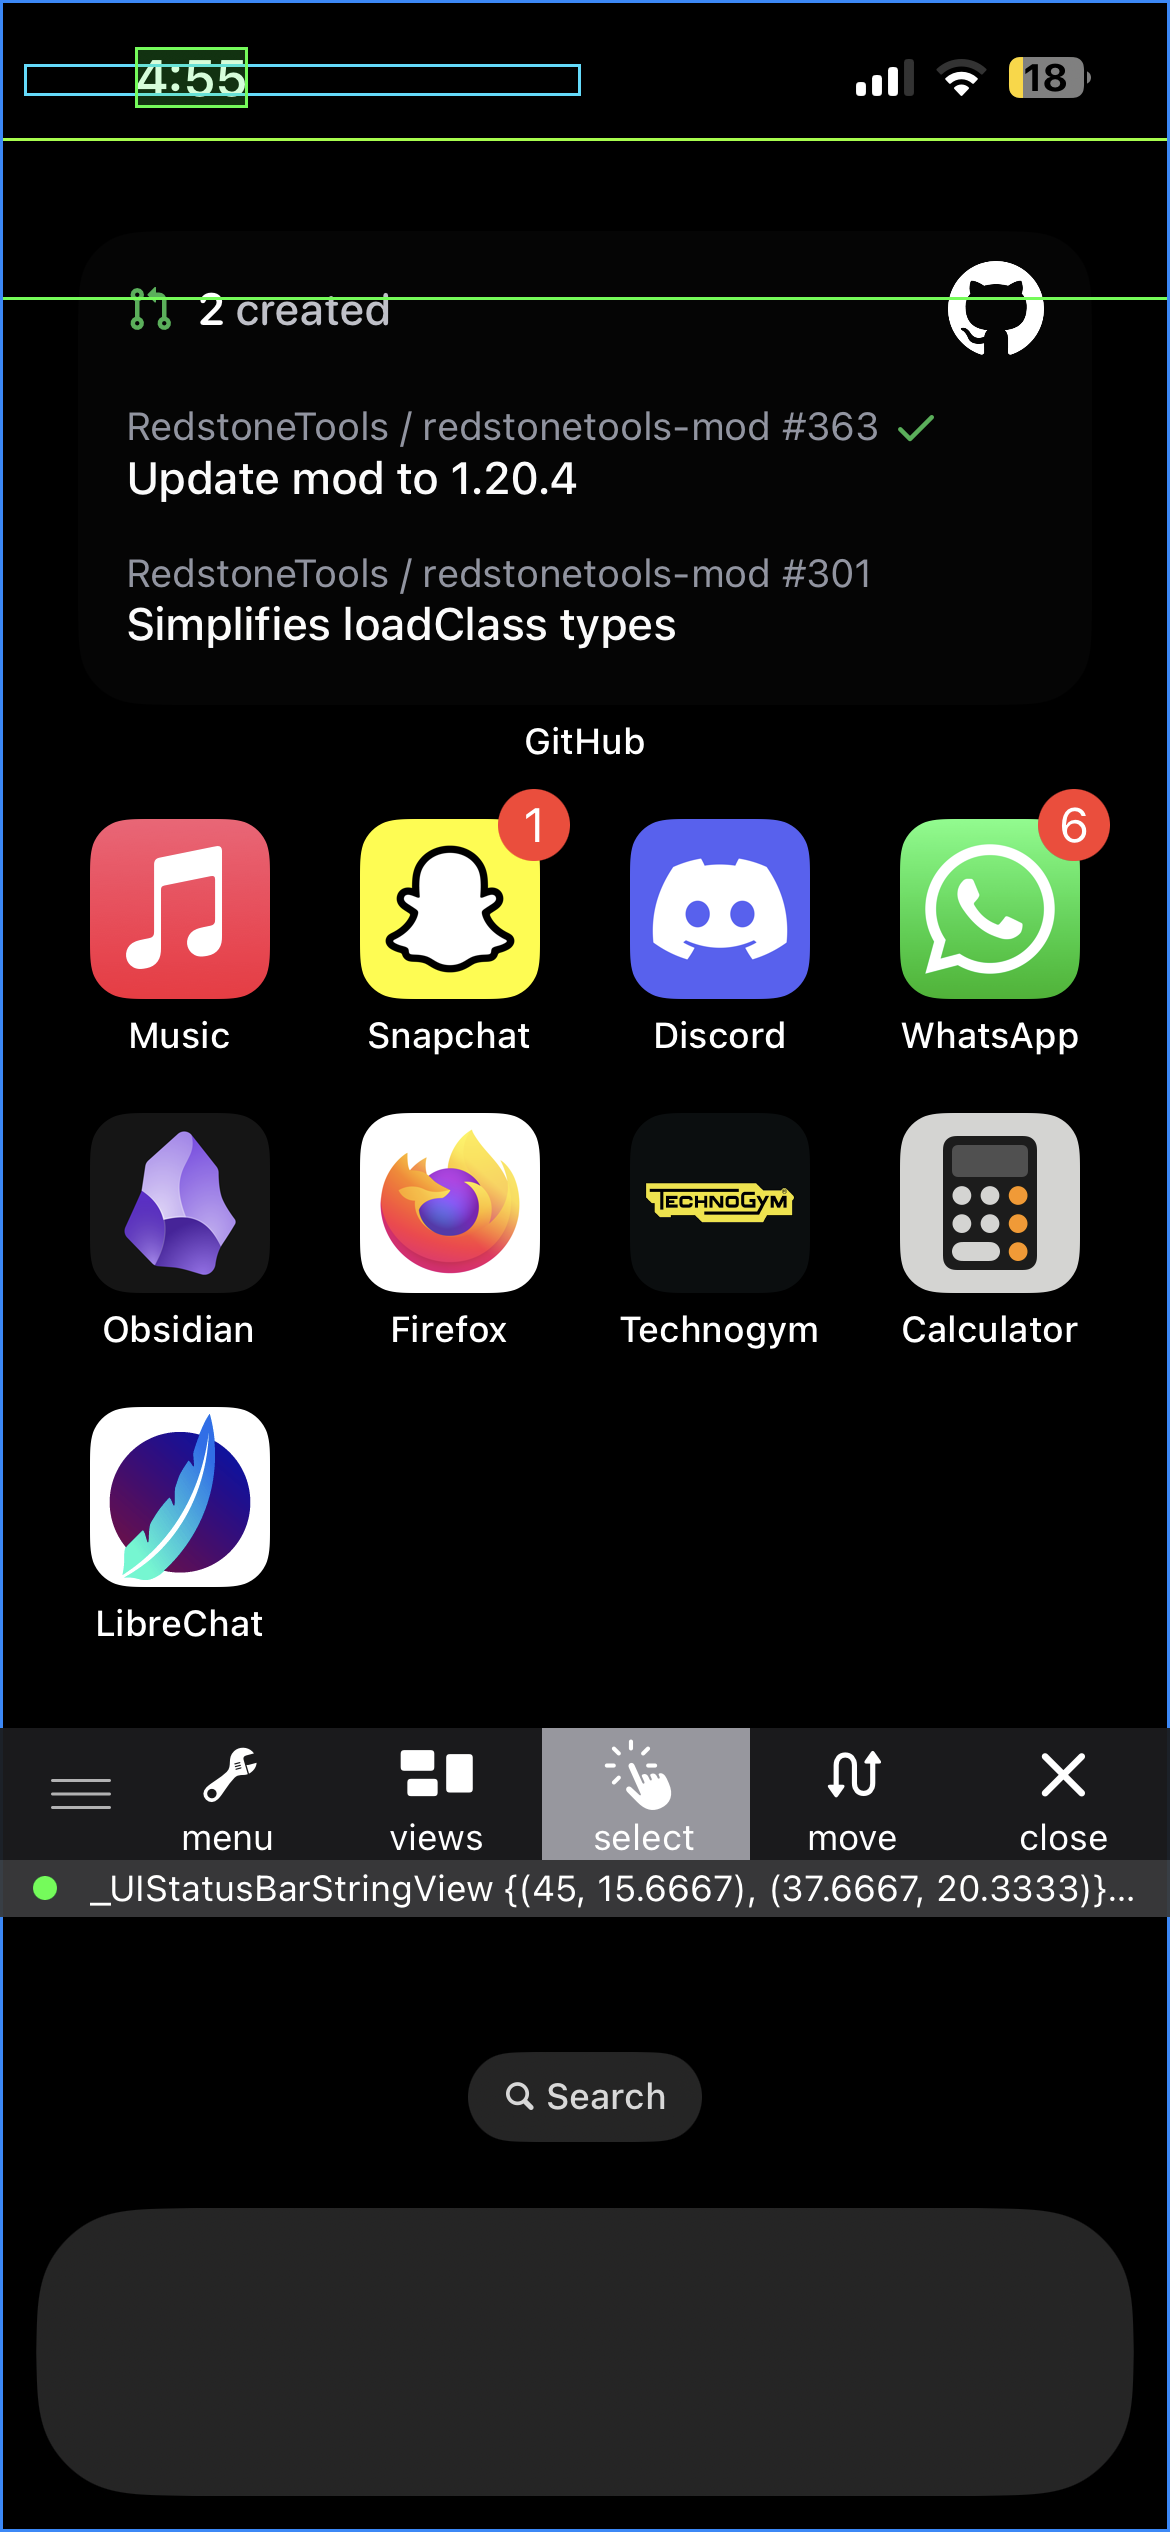 4:55
18
2 created
RedstoneTools / redstonetools-mod #363
Update mod to 1.20.4
RedstoneTools / redstonetools-mod #301
Simplifies loadClass types
GitHub
1
6
Music Snapchat Discord WhatsApp
TECHNOGYM
Obsidian Firefox Technogym Calculator
LibreChat
menu views select move close
_UIStatusBarStringView {(45, 15.6667), (37.6667, 20.3333)}...
Search